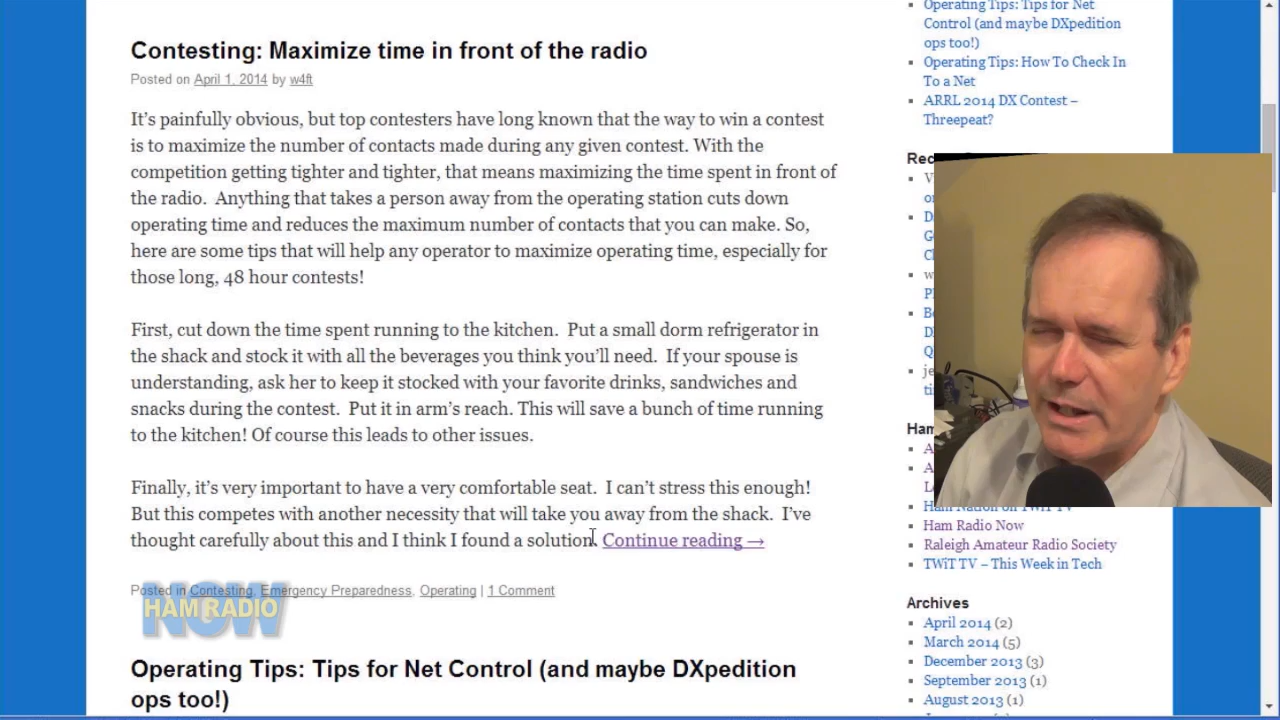 Contesting: Maximize time in front of the radio
Posted on April 1, 2014 by w4ft
It's painfully obvious, but top contesters have long known that the way to win a contest
is to maximize the number of contacts made during any given contest. With the
competition getting tighter and tighter, that means maximizing the time spent in front of
the radio.  Anything that takes a person away from the operating station cuts down
operating time and reduces the maximum number of contacts that you can make. So,
here are some tips that will help any operator to maximize operating time, especially for
those long, 48 hour contests!
First, cut down the time spent running to the kitchen.  Put a small dorm refrigerator in
the shack and stock it with all the beverages you think you'll need.  If your spouse is
understanding, ask her to keep it stocked with your favorite drinks, sandwiches and
snacks during the contest.  Put it in arm's reach. This will save a bunch of time running
to the kitchen! Of course this leads to other issues.
Finally, it's very important to have a very comfortable seat.  I can't stress this enough!
But this competes with another necessity that will take you away from the shack.  I've
thought carefully about this and I think I found a solution. Continue reading →
Posted in Contesting, Emergency Preparedness, Operating | 1 Comment
HAM RADIO
NOW
Operating Tips: Tips for Net Control (and maybe DXpedition
ops too!)
Operating Tips: Tips for Net
Control (and maybe DXpedition
ops too!)
Operating Tips: How To Check In
To a Net
ARRL 2014 DX Contest –
Threepeat?
Ham Nation on TWiT TV
Ham Radio Now
Raleigh Amateur Radio Society
TWiT TV – This Week in Tech
Archives
April 2014 (2)
March 2014 (5)
December 2013 (3)
September 2013 (1)
August 2013 (1)